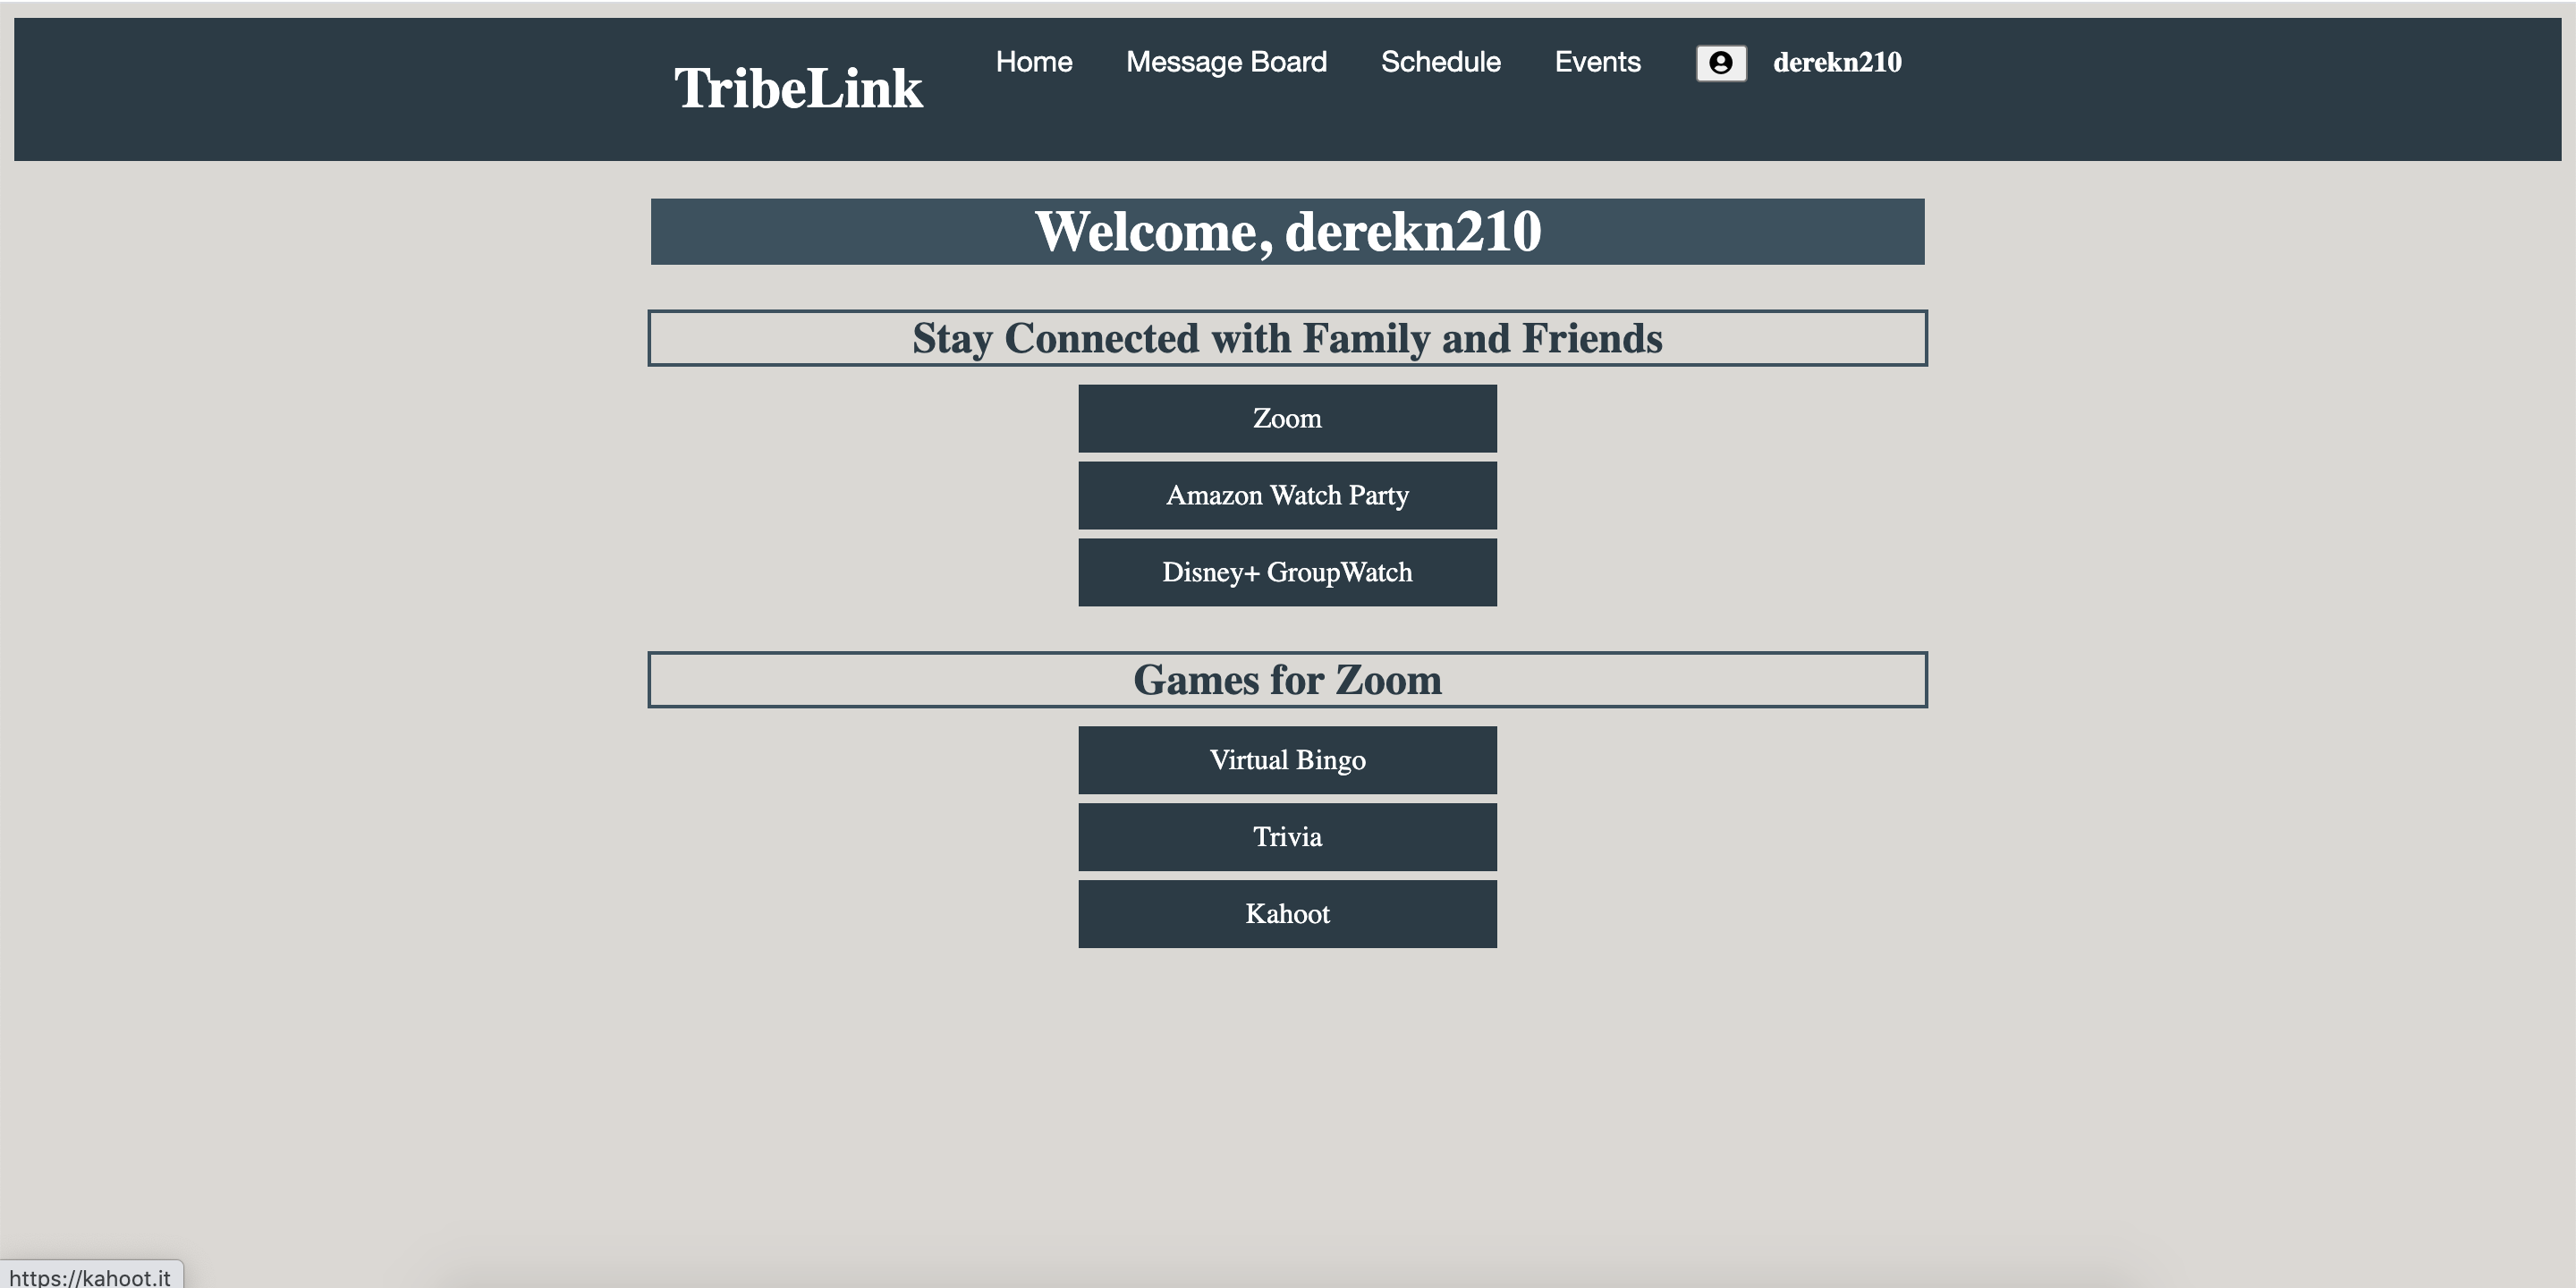 TribeLink
Home Message Board Schedule Events derekn210
Welcome, derekn210
Stay Connected with Family and Friends
Zoom
Amazon Watch Party
Disney+ GroupWatch
Games for Zoom
Virtual Bingo
Trivia
Kahoot
https://kahoot.it